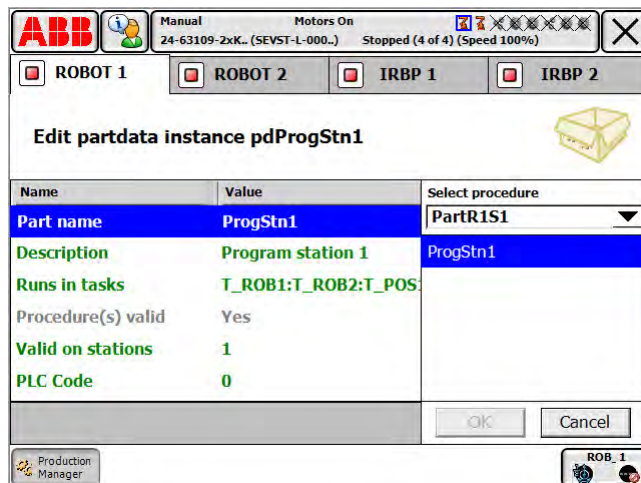 ABB
Manual Motors On
24-63109-2xK.. (SEVST-L-000..) Stopped (4 of 4) (Speed 100%)
ROBOT 1 ROBOT 2 IRBP 1 IRBP 2
Edit partdata instance pdProgStn1
Name Value Select procedure
Part name ProgStn1 PartR1S1
Description Program station 1 ProgStn1
Runs in tasks T_ROB1:T_ROB2:T_POS1
Procedure(s) valid Yes
Valid on stations 1
PLC Code 0
OK Cancel
Production
Manager
ROB_1